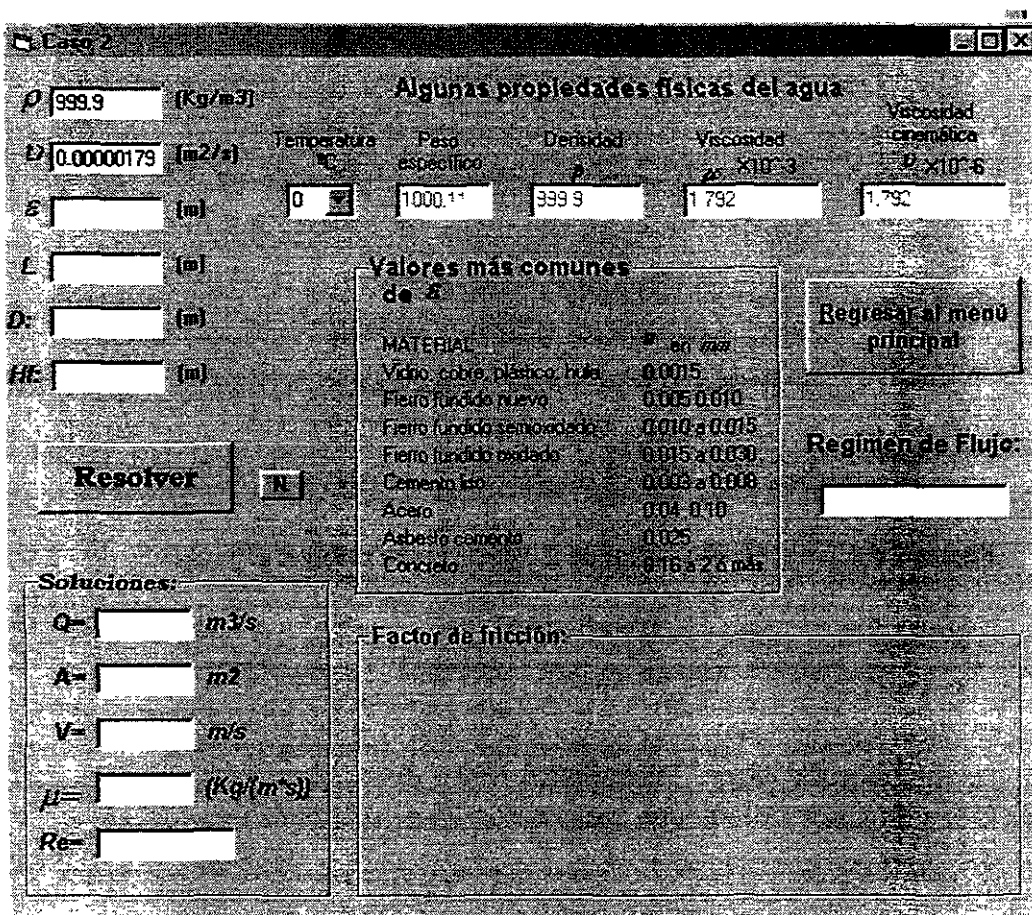 Caso 2
ρ 999.9 (Kg/m3)
υ 0.00000179 (m2/s)
ε (m)
L (m)
D: (m)
Hf: (m)
Algunas propiedades físicas del agua
Temperatura ºC
Peso específico
Densidad ρ
Viscosidad μ ×10^-3
Viscosidad cinemática υ ×10^-6
0 1000.11 999.9 1.792 1.792
Valores más comunes
de ε
MATERIAL en mm
Vidrio, cobre, plástico, hule 0.0015
Fierro fundido nuevo 0.005 0.010
Fierro fundido semioxidado 0.010 a 0.015
Fierro fundido oxidado 0.015 a 0.030
Cemento liso 0.003 a 0.008
Acero 0.04 0.10
Asbesto cemento 0.025
Concreto 0.16 a 2 ó más
Regresar al menú
principal
Regimen de Flujo:
Resolver
N
Soluciones:
Q= m3/s
A= m2
V= m/s
μ= (Kg/(m*s))
Re=
Factor de fricción: